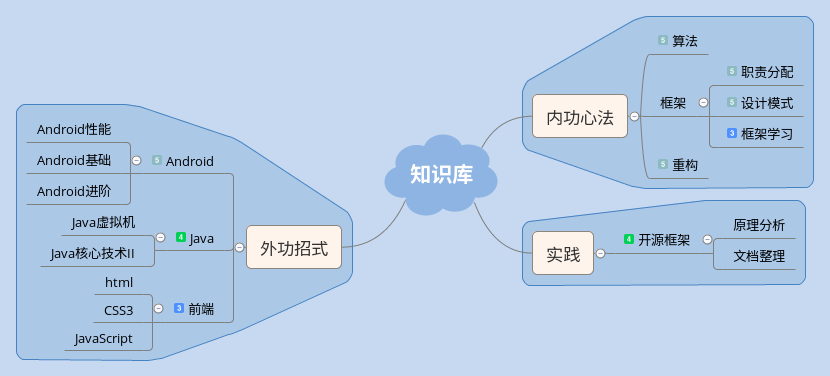 知识库
内功心法
5 算法
框架
5 职责分配
5 设计模式
3 框架学习
5 重构
实践
4 开源框架
原理分析
文档整理
外功招式
5 Android
Android性能
Android基础
Android进阶
4 Java
Java虚拟机
Java核心技术II
3 前端
html
CSS3
JavaScript